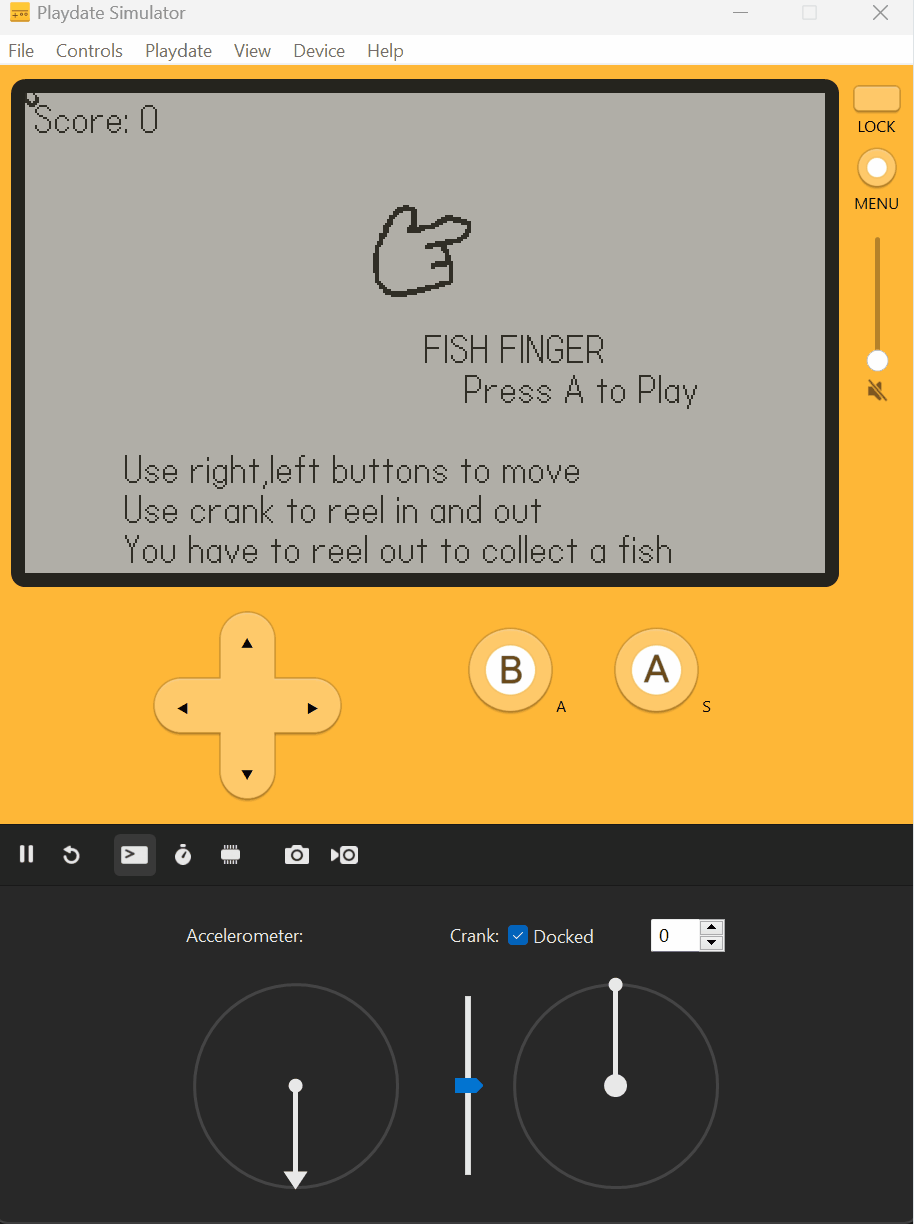 Playdate Simulator
File Controls Playdate View Device Help
Score: 0
LOCK
MENU
FISH FINGER
Press A to Play
Use right,left buttons to move
Use crank to reel in and out
You have to reel out to collect a fish
B A
A S
Accelerometer:
Crank: Docked 0